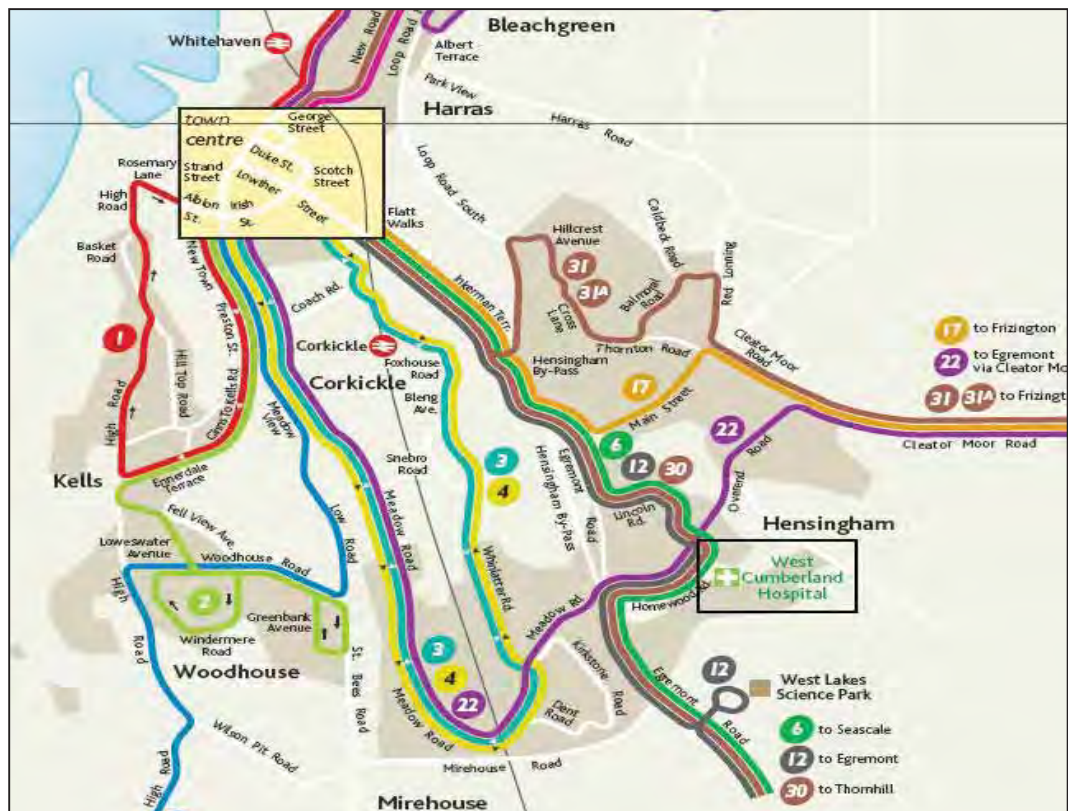 Bleachgreen
Whitehaven
New Road
Loop Road
Albert
Terrace
Park View
Harras
Harras Road
town
centre
George
Street
Duke St.
Strand
Street
Scotch
Street
Lowther Street
Albion
St.
Irish
St.
Rosemary
Lane
High
Road
Basket
Road
Flatt
Walks
Loop Road South
Hillcrest
Avenue
31
31A
Caldbeck Road
Red Lonning
Balmoral
Road
Cross
Lane
Thornton Road
Cleator Moor
Road
17
to Frizington
22
to Egremont
via Cleator Mo
31
31A
to Frizingt
Cleator Moor Road
New Town
Preston St.
Coach Rd.
Inkerman Terr.
Hensingham
By-Pass
1
Corkickle
Foxhouse
Road
Corkickle
Bleng Ave.
17
Main Street
22
Overend Road
Hill Top Road
High Road
Meadow
View
Kells
Ennerdale
Terrace
Snebro
Road
3
4
6
12
30
Egremont Road
Hensingham By-Pass
Lincoln
Rd.
Hensingham
Fell View Ave.
Low Road
Meadow Road
Loweswater
Avenue
Woodhouse Road
Whinlatter Rd.
West
Cumberland
Hospital
Homewood Rd.
Meadow Rd.
2
Greenbank
Avenue
Windermere
Road
High Road
Woodhouse
St. Bees Road
3
4
22
Kirkstone Road
Dent
Road
Egremont Road
12
West Lakes
Science Park
6
to Seascale
12
to Egremont
30
to Thornhill
Wilson Pit Road
Meadow Road
Mirehouse Road
High Road
Mirehouse